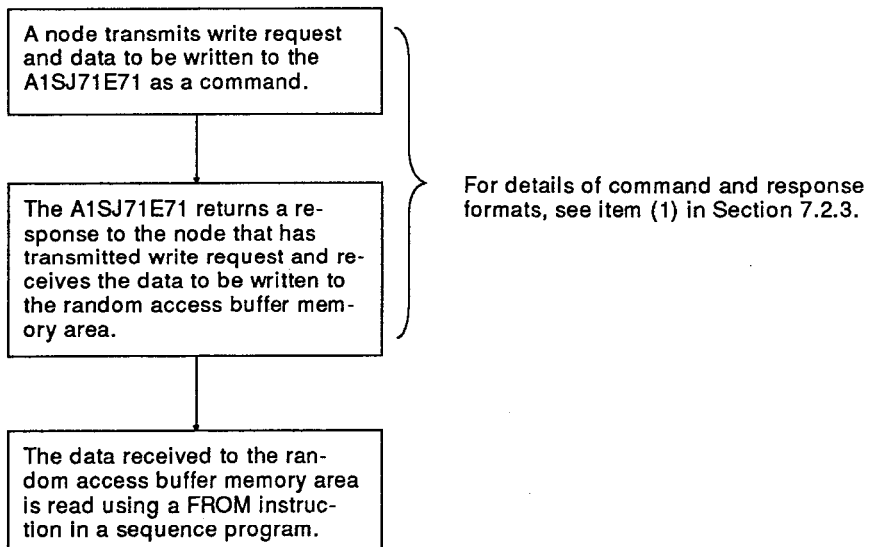 A node transmits write request
and data to be written to the
A1SJ71E71 as a command.
The A1SJ71E71 returns a re-
sponse to the node that has
transmitted write request and re-
ceives the data to be written to
the random access buffer mem-
ory area.
For details of command and response
formats, see item (1) in Section 7.2.3.
The data received to the ran-
dom access buffer memory area
is read using a FROM instruc-
tion in a sequence program.